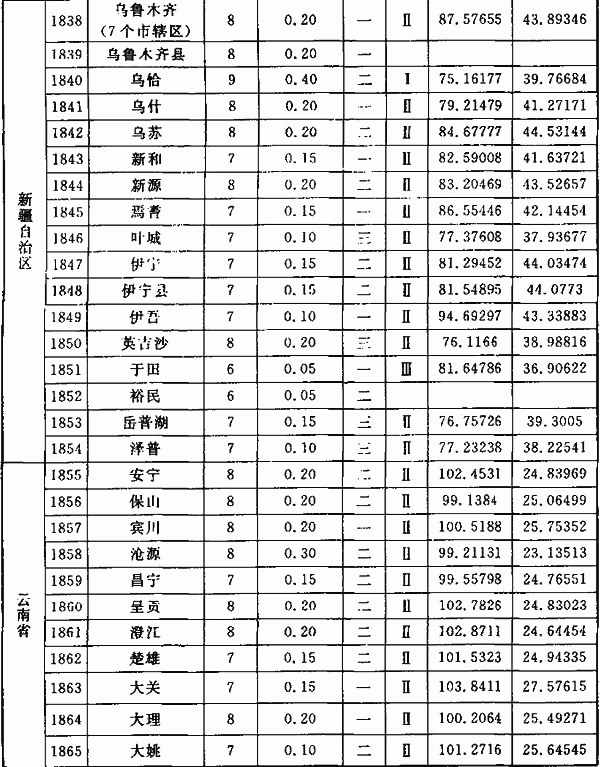 新疆自治区
1838 乌鲁木齐 8 0.20 一 Ⅱ 87.57655 43.89346
(7个市辖区)
1839 乌鲁木齐县 8 0.20 一
1840 乌恰 9 0.40 二 Ⅰ 75.16177 39.76684
1841 乌什 8 0.20 一 Ⅱ 79.21479 41.27171
1842 乌苏 8 0.20 二 Ⅱ 84.67777 44.53144
1843 新和 7 0.15 一 Ⅱ 82.59008 41.63721
1844 新源 8 0.20 二 Ⅱ 83.20469 43.52657
1845 焉耆 7 0.15 一 Ⅱ 86.55446 42.14454
1846 叶城 7 0.10 三 Ⅱ 77.37608 37.93677
1847 伊宁 7 0.15 二 Ⅱ 81.29452 44.03474
1848 伊宁县 7 0.15 二 Ⅱ 81.54895 44.0773
1849 伊吾 7 0.10 一 Ⅱ 94.69297 43.33883
1850 英吉沙 8 0.20 三 Ⅱ 76.1166 38.98816
1851 于田 6 0.05 一 Ⅲ 81.64786 36.90622
1852 裕民 6 0.05 二
1853 岳普湖 7 0.15 三 Ⅱ 76.75726 39.3005
1854 泽普 7 0.10 三 Ⅱ 77.23238 38.22541
云南省
1855 安宁 8 0.20 二 Ⅱ 102.4531 24.83969
1856 保山 8 0.20 二 Ⅱ 99.1384 25.06499
1857 宾川 8 0.20 一 Ⅱ 100.5188 25.75352
1858 沧源 8 0.30 二 Ⅱ 99.21131 23.13513
1859 昌宁 7 0.15 二 Ⅱ 99.55798 24.76551
1860 呈贡 8 0.20 二 Ⅱ 102.7826 24.83023
1861 澄江 8 0.20 二 Ⅱ 102.8711 24.64454
1862 楚雄 7 0.15 二 Ⅱ 101.5323 24.94335
1863 大关 7 0.15 一 Ⅱ 103.8411 27.57615
1864 大理 8 0.20 一 Ⅱ 100.2064 25.49271
1865 大姚 7 0.10 二 Ⅱ 101.2716 25.64545